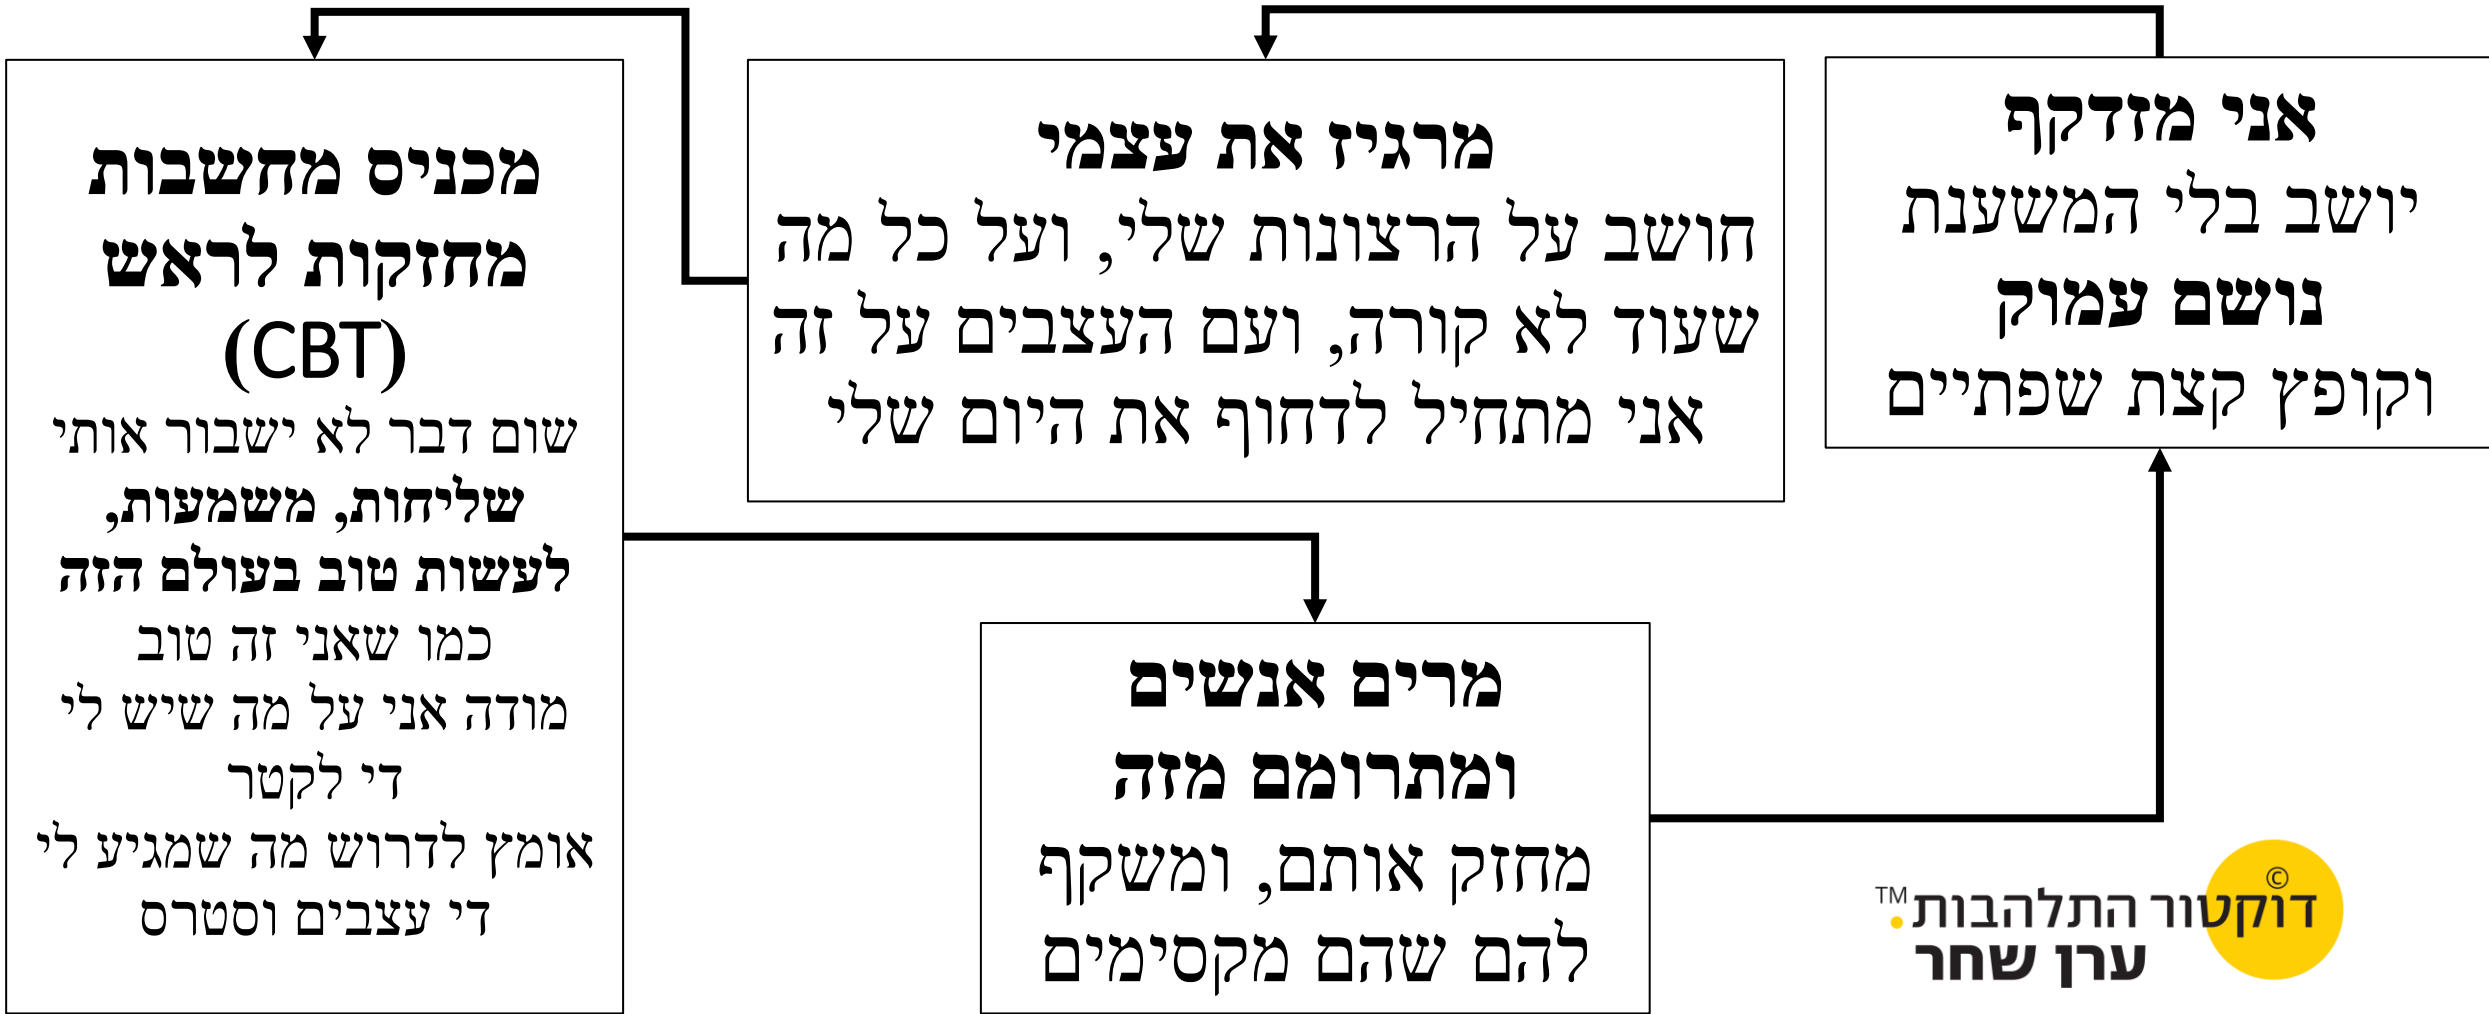 אני מזדקף
יושב בלי המשענת
נושם עמוק
וקופץ קצת שפתיים
מרגיז את עצמי
חושב על הרצונות שלי, ועל כל מה
שעוד לא קורה, ועם העצבים על זה
אני מתחיל לדחוף את היום שלי
מכניס מחשבות
מחזקות לראש
(CBT)
שום דבר לא ישבור אותי
שליחות, משמעות,
לעשות טוב בעולם הזה
כמו שאני זה טוב
מודה אני על מה שיש לי
די לקטר
אומץ לדרוש מה שמגיע לי
די עצבים וסטרס
מרים אנשים
ומתרומם מזה
מחזק אותם, ומשקף
להם שהם מקסימים
©
דוקטור התלהבות™
ערן שחר